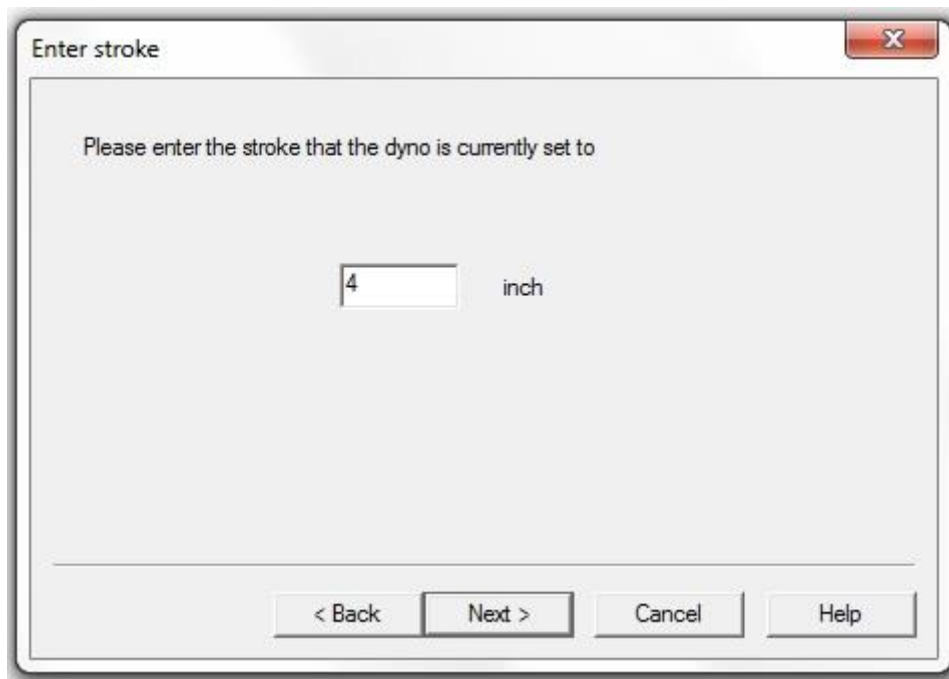 Enter stroke
Please enter the stroke that the dyno is currently set to
4 inch
< Back Next > Cancel Help